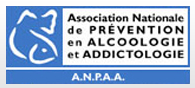 Association Nationale
de PRÉVENTION
en ALCOOLOGIE
et ADDICTOLOGIE
A.N.P.A.A.